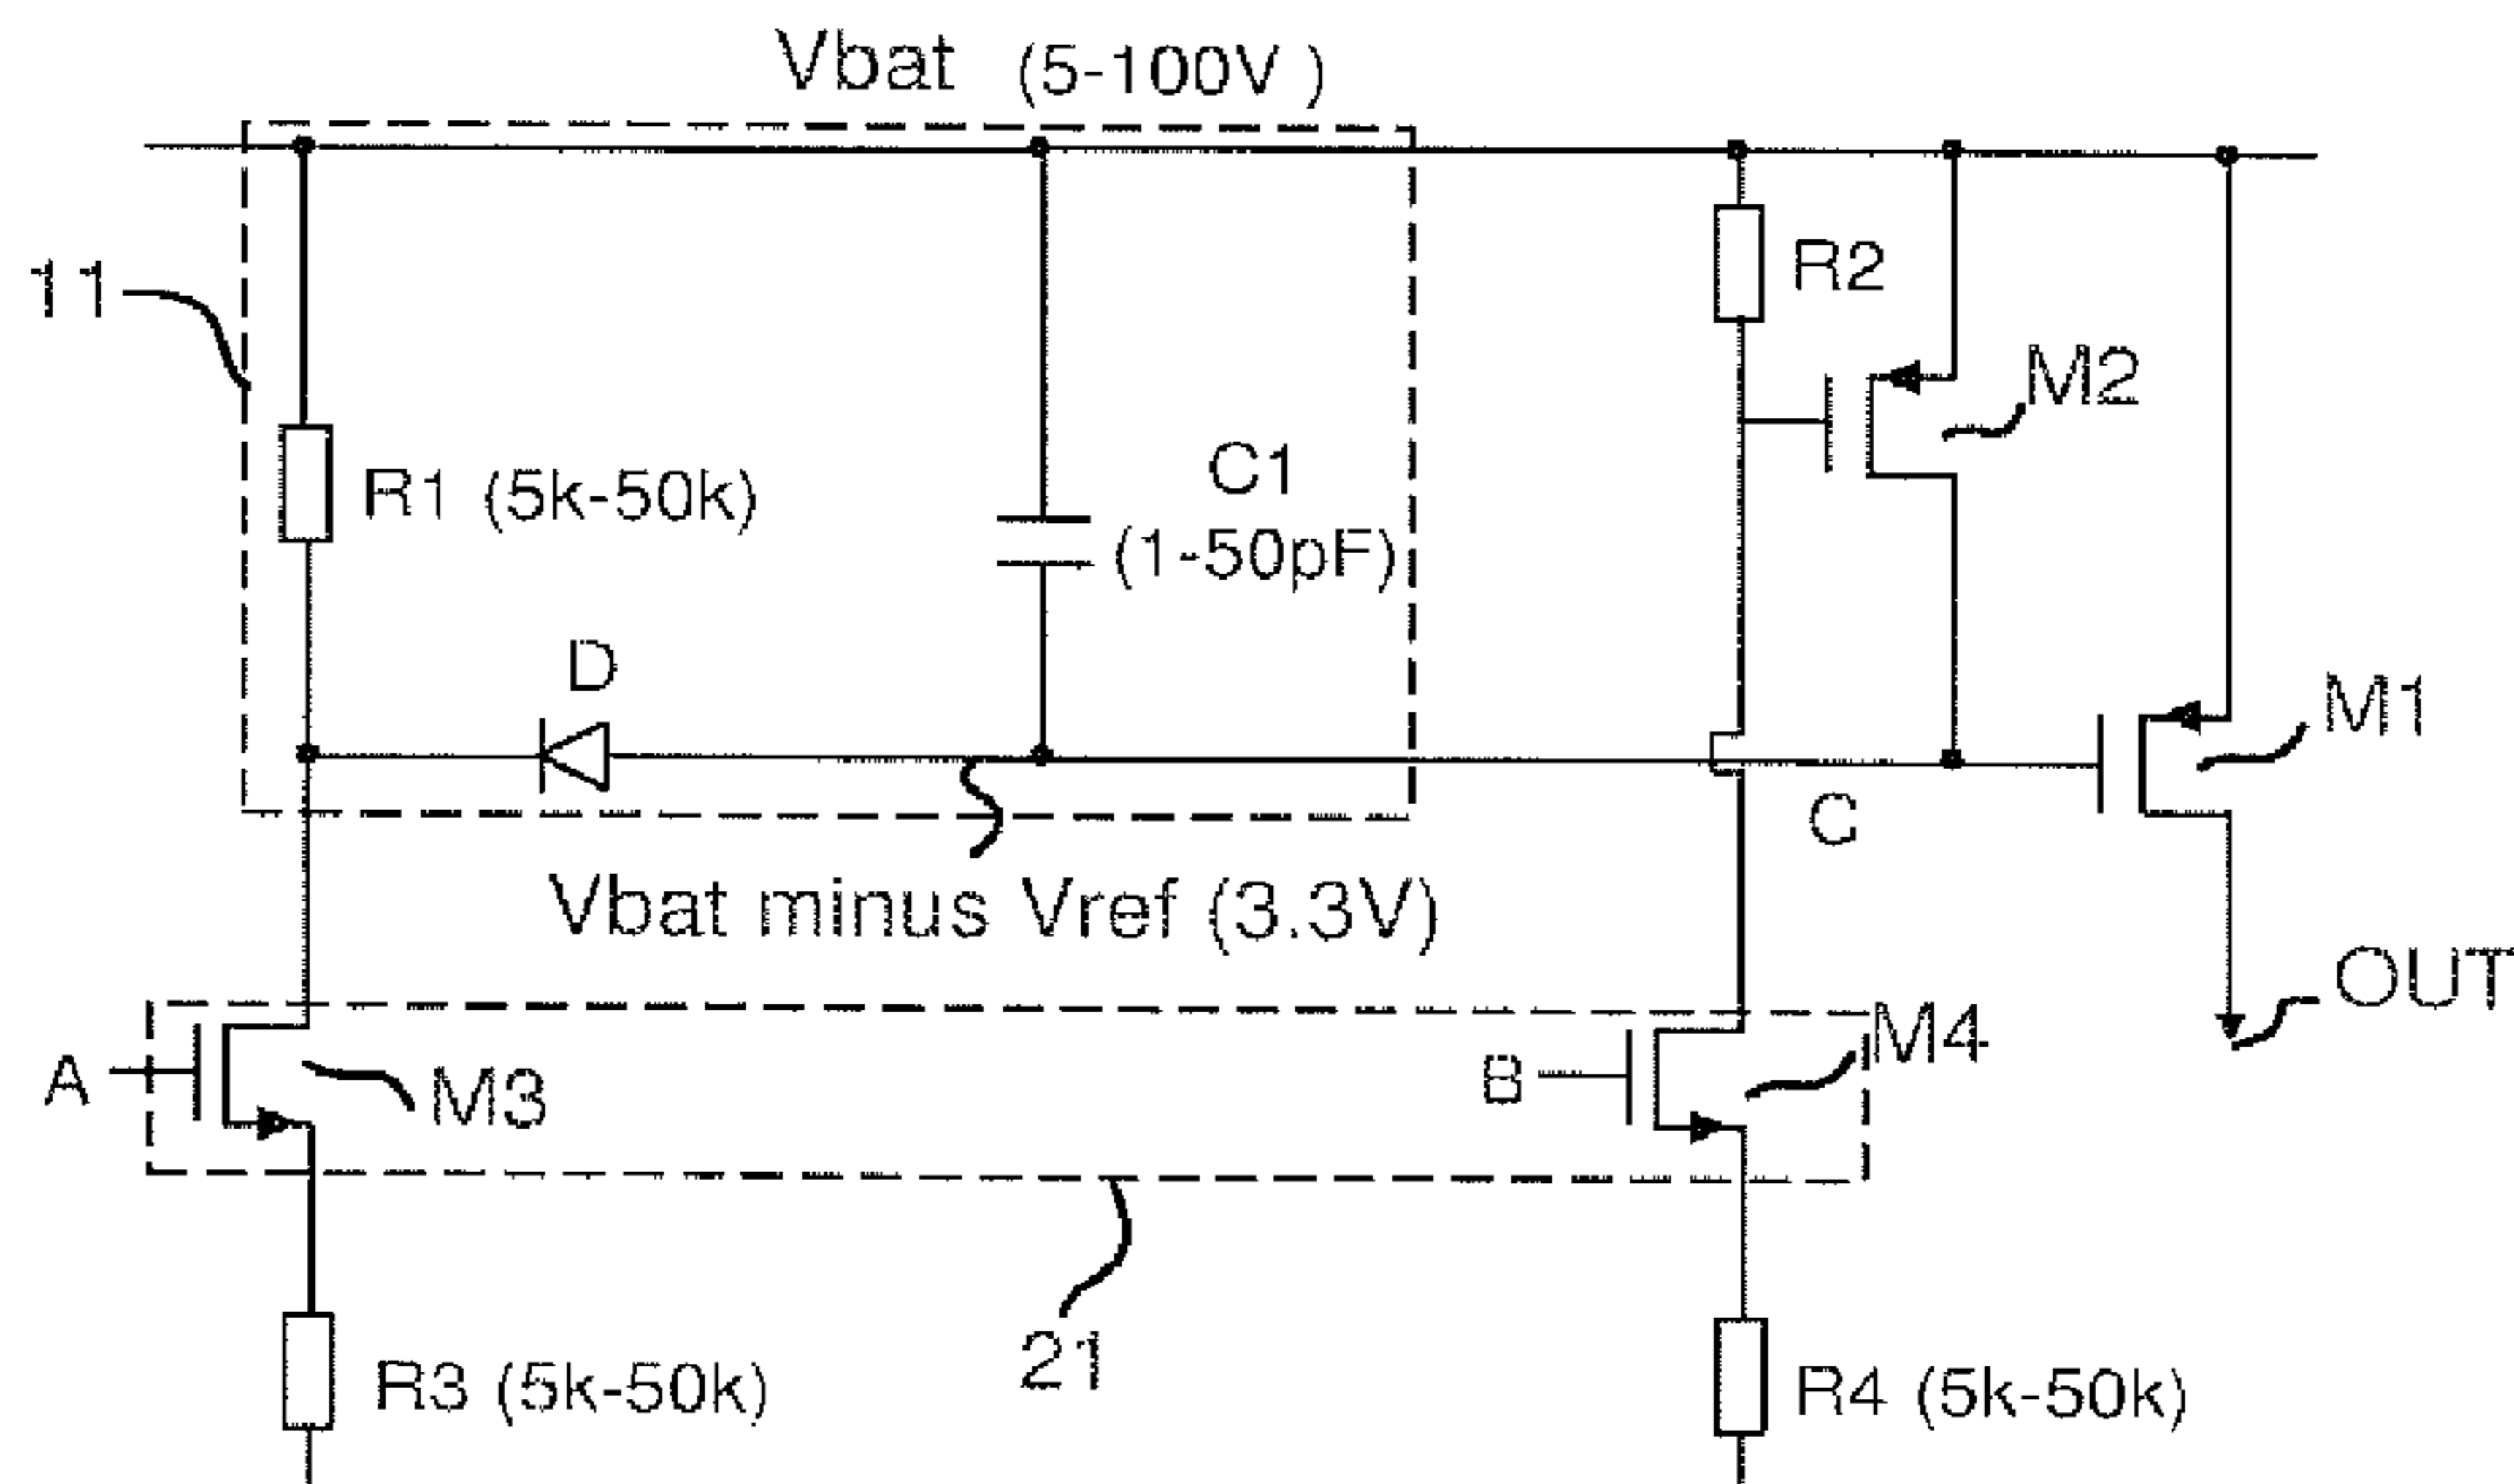 Vbat (5-100V )
11
R2
M2
R1 (5k-50k)
C1
(1-50pF)
D
M1
C
Vbat minus Vref (3.3V)
OUT
A
M3
B
M4
21
R3 (5k-50k)
R4 (5k-50k)